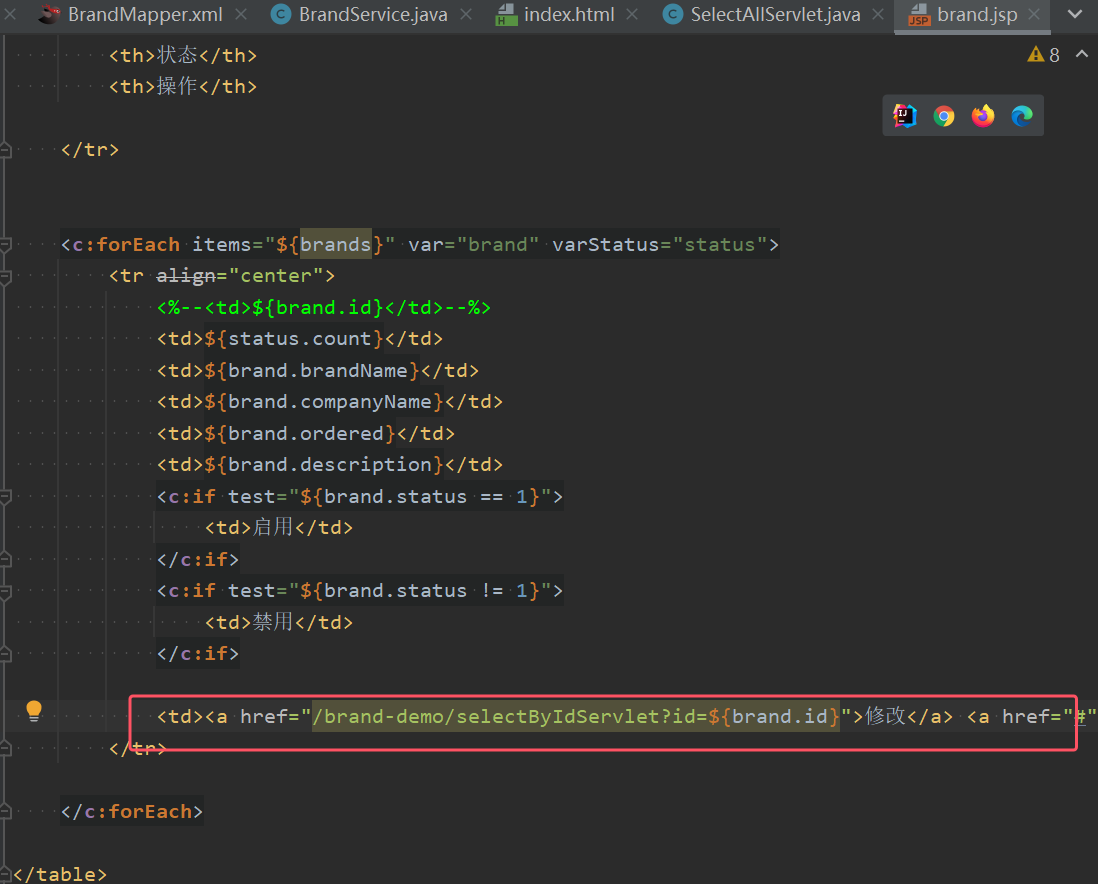 BrandMapper.xml BrandService.java index.html SelectAllServlet.java brand.jsp
<th>状态</th>
8
<th>操作</th>
</tr>
<c:forEach items="${brands}" var="brand" varStatus="status">
<tr align="center">
<%--<td>${brand.id}</td>--%>
<td>${status.count}</td>
<td>${brand.brandName}</td>
<td>${brand.companyName}</td>
<td>${brand.ordered}</td>
<td>${brand.description}</td>
<c:if test="${brand.status == 1}">
<td>启用</td>
</c:if>
<c:if test="${brand.status != 1}">
<td>禁用</td>
</c:if>
<td><a href="/brand-demo/selectByIdServlet?id=${brand.id}">修改</a> <a href="#"
</tr>
</c:forEach>
</table>